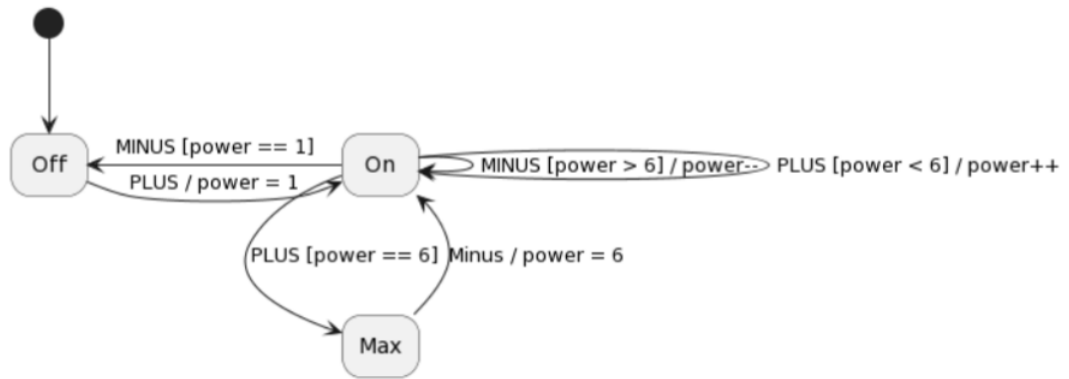 MINUS [power == 1]
Off
On
MINUS [power > 6] / power--
PLUS [power < 6] / power++
PLUS / power = 1
PLUS [power == 6]
Minus / power = 6
Max